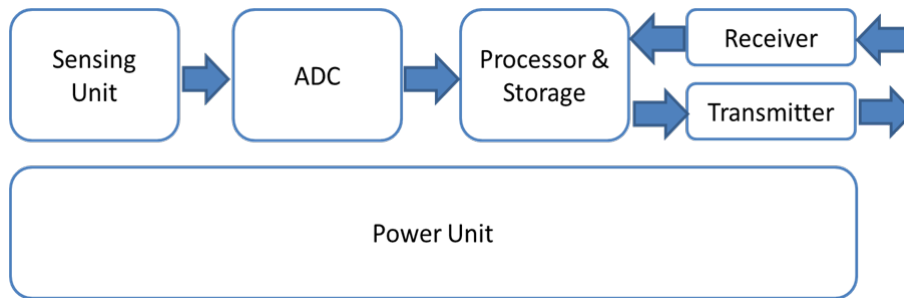 Sensing
Unit
ADC
Processor &
Storage
Receiver
Transmitter
Power Unit